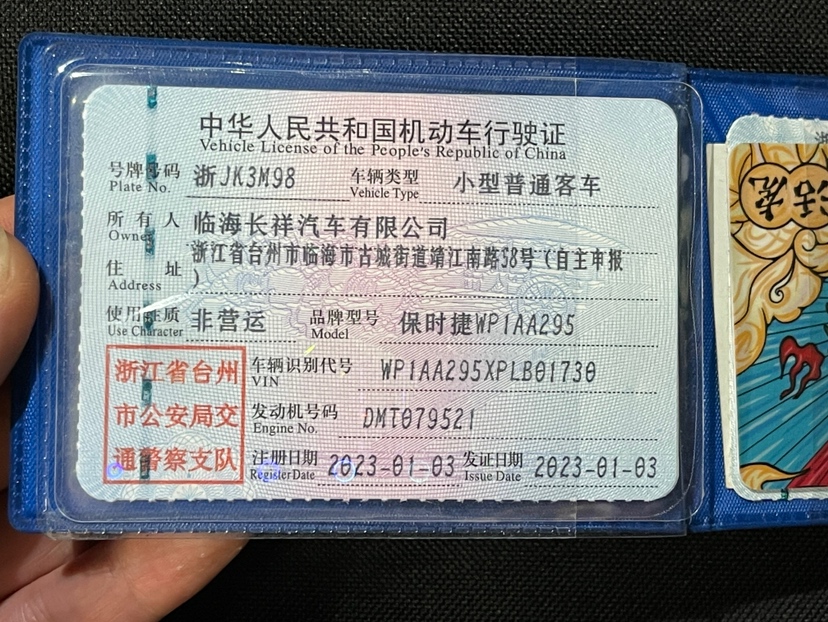 中华人民共和国机动车行驶证
Vehicle License of the People's Republic of China
号牌号码 浙JK3M98 车辆类型 小型普通客车
Plate No. Vehicle Type
所有人 临海长祥汽车有限公司
Owner
住址 浙江省台州市临海市古城街道靖江南路58号（自主申报
Address ）
使用性质 非营运 品牌型号 保时捷WP1AA295
Use Character Model
浙江省台州
市公安局交
通警察支队
车辆识别代号 WP1AA295XPLB01730
VIN
发动机号码 DMT079521
Engine No.
注册日期 2023-01-03 发证日期 2023-01-03
Register Date Issue Date